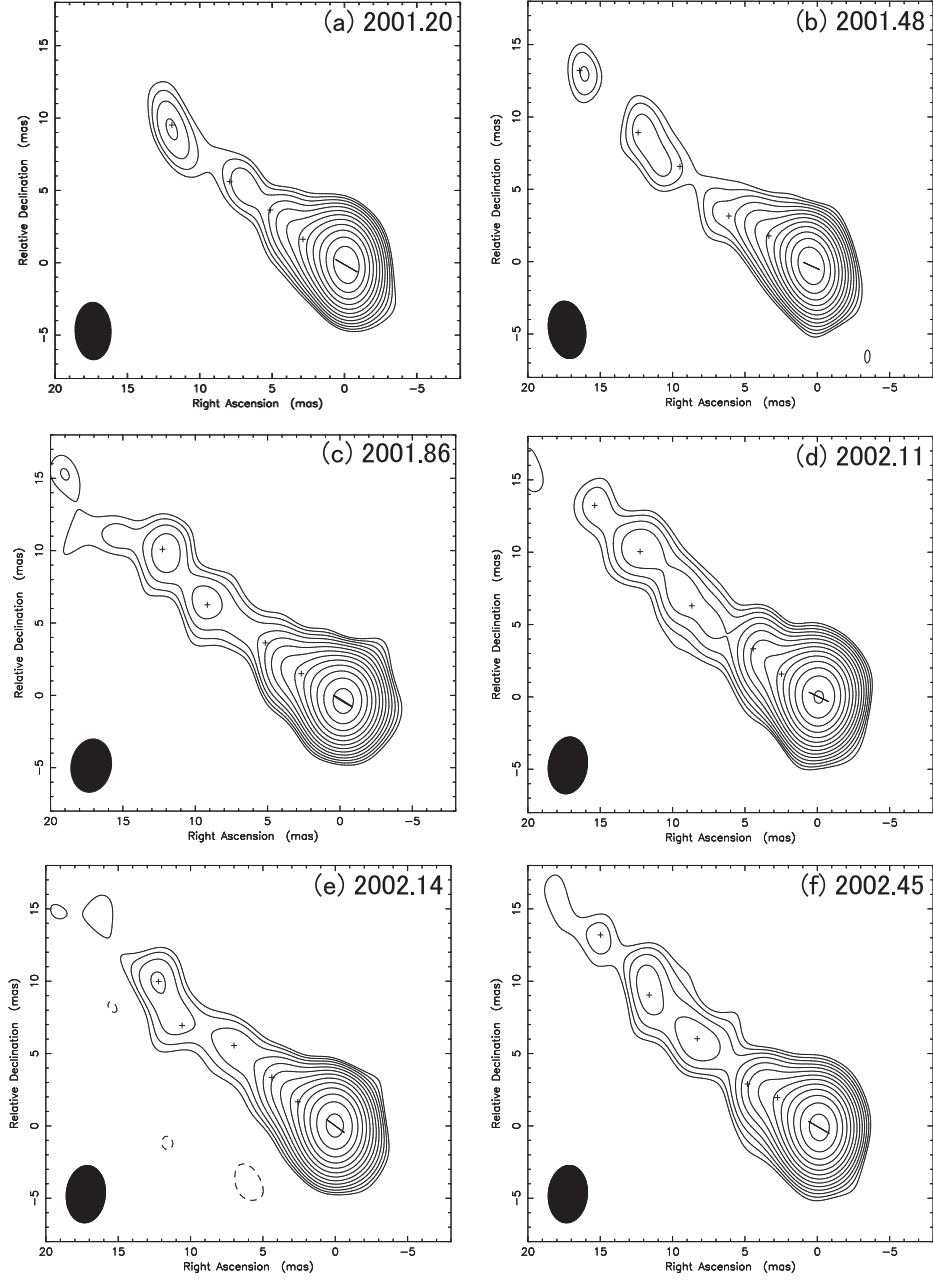 (a) 2001.20
15
10
5
0
−5
Relative Declination (mas)
20 15 10 5 0 −5
Right Ascension (mas)
(b) 2001.48
15
10
5
0
−5
Relative Declination (mas)
20 15 10 5 0 −5
Right Ascension (mas)
(c) 2001.86
15
10
5
0
−5
Relative Declination (mas)
20 15 10 5 0 −5
Right Ascension (mas)
(d) 2002.11
15
10
5
0
−5
Relative Declination (mas)
20 15 10 5 0 −5
Right Ascension (mas)
(e) 2002.14
15
10
5
0
−5
Relative Declination (mas)
20 15 10 5 0 −5
Right Ascension (mas)
(f) 2002.45
15
10
5
0
−5
Relative Declination (mas)
20 15 10 5 0 −5
Right Ascension (mas)